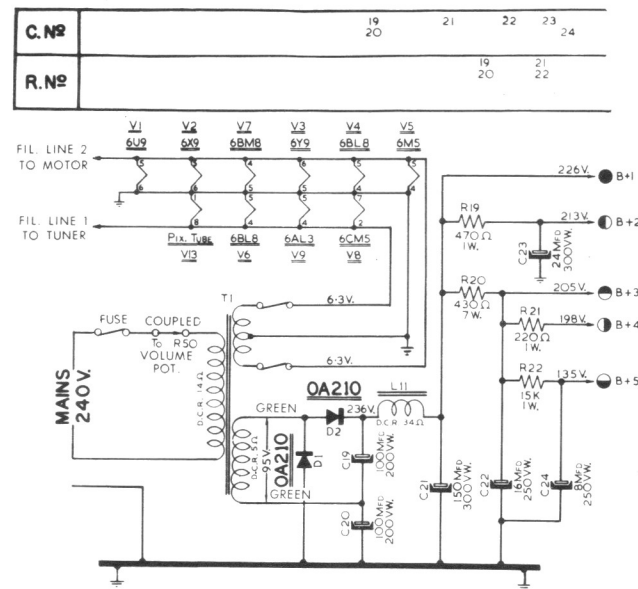 C. Nº 19 20 21 22 23 24
R. Nº 19 20 21 22
V1 V2 V7 V3 V4 V5
6U9 6X9 6BM8 6Y9 6BL8 6M5
FIL. LINE 2
TO MOTOR
FIL. LINE 1
TO TUNER
PIX. TUBE 6BL8 6AL3 6CM5
V13 V6 V9 V8
226V. B+1
R19
470Ω
1W.
213V. B+2
C23
24MFD
300VW.
R20
430Ω
7W.
205V. B+3
R21
220Ω
1W.
198V. B+4
R22
15K
1W.
135V. B+5
T1
6·3V.
6·3V.
FUSE
COUPLED
TO R50
VOLUME
POT.
MAINS
240V.
D.C.R. 14Ω
D.C.R. 5Ω
GREEN
95V.
GREEN
OA210
D1
OA210
D2
236V.
L11
D.C.R. 34Ω
C19
100MFD
200VW.
C20
100MFD
200VW.
C21
150MFD
300VW.
C22
16MFD
250VW.
C24
8MFD
250VW.